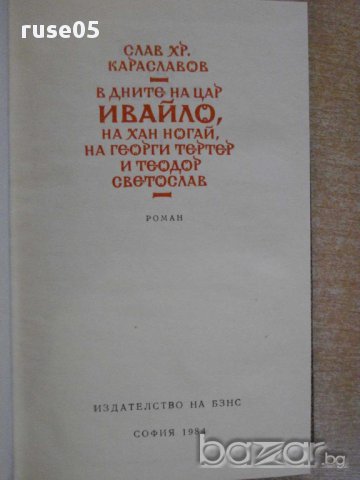 ruse05
СЛАВ ХР.
КАРАСЛАВОВ
В ДНИТЕ НА ЦАР
ИВАЙЛО,
НА ХАН НОГАЙ,
НА ГЕОРГИ ТЕРТЕР
И ТЕОДОР
СВЕТОСЛАВ
РОМАН
ИЗДАТЕЛСТВО НА БЗНС
СОФИЯ 1984
bazar.bg